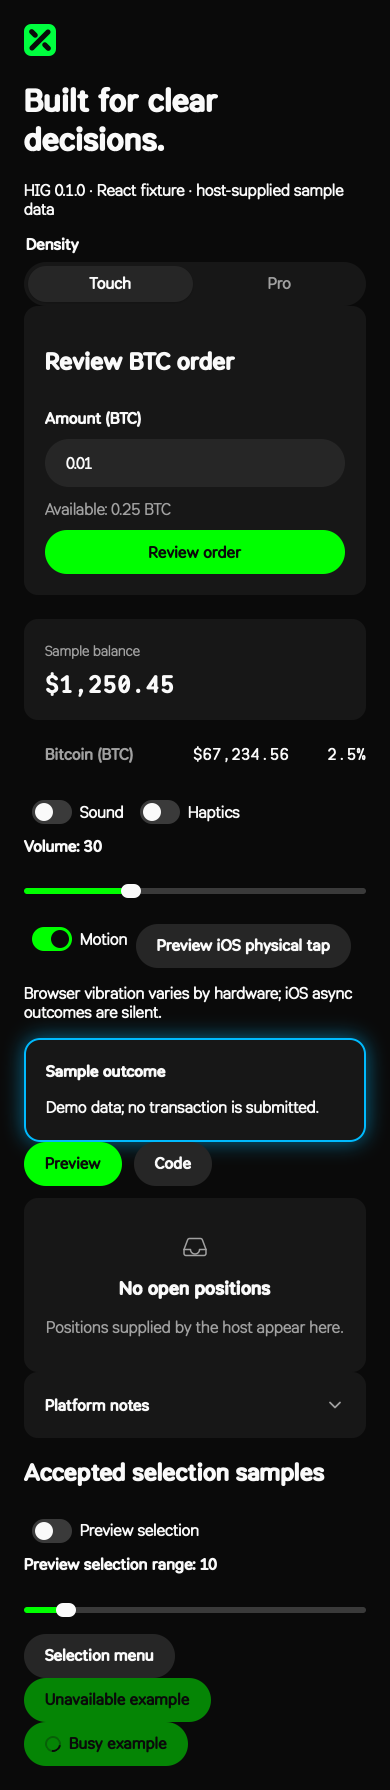 Built for clear
decisions.
HIG 0.1.0 · React fixture · host-supplied sample
data
Density
Touch
Pro
Review BTC order
Amount (BTC)
0.01
Available: 0.25 BTC
Review order
Sample balance
$1,250.45
Bitcoin (BTC) $67,234.56 2.5%
Sound
Haptics
Volume: 30
Motion
Preview iOS physical tap
Browser vibration varies by hardware; iOS async
outcomes are silent.
Sample outcome
Demo data; no transaction is submitted.
Preview
Code
No open positions
Positions supplied by the host appear here.
Platform notes
Accepted selection samples
Preview selection
Preview selection range: 10
Selection menu
Unavailable example
Busy example